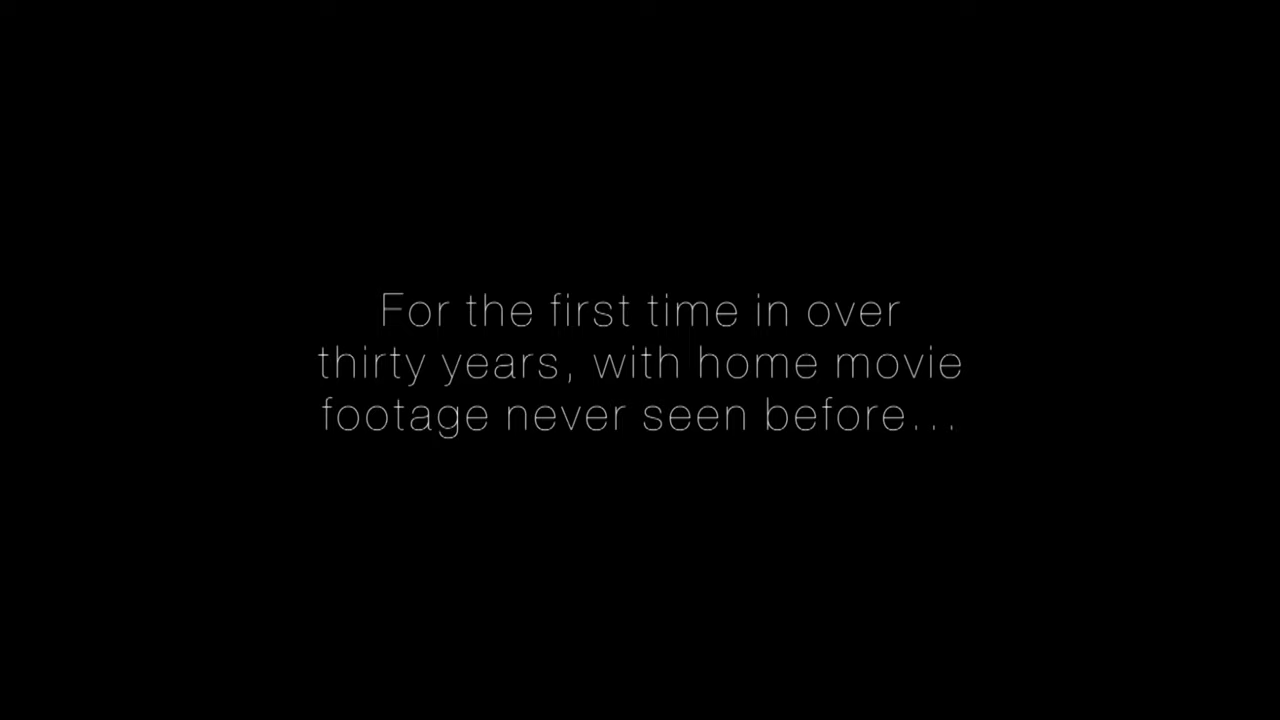 For the first time in over
thirty years, with home movie
footage never seen before...